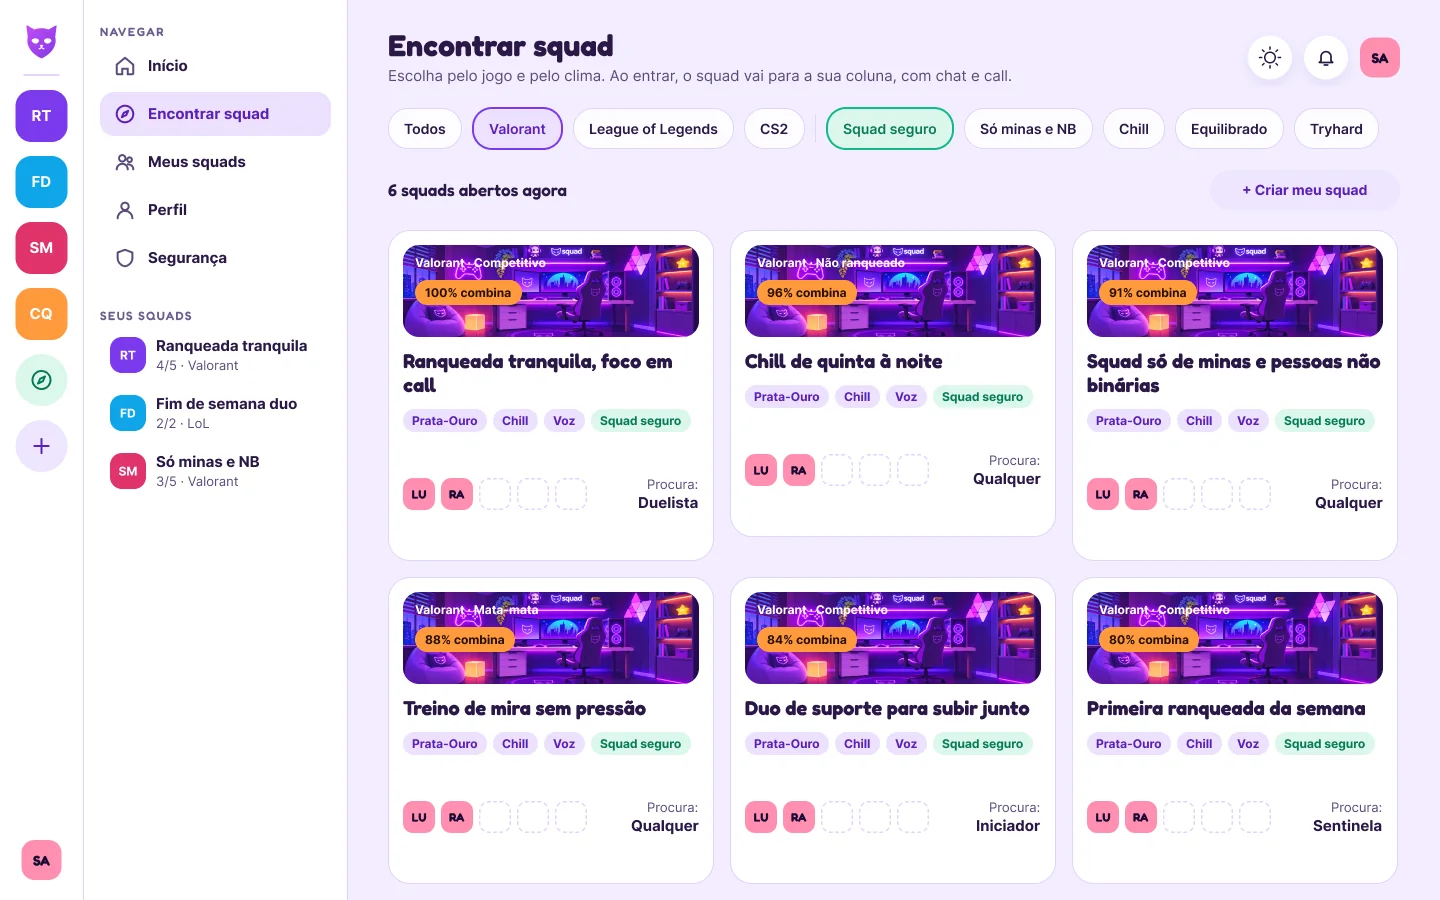 NAVEGAR
Início
Encontrar squad
Meus squads
Perfil
Segurança
SEUS SQUADS
RT
Ranqueada tranquila
4/5 · Valorant
FD
Fim de semana duo
2/2 · LoL
SM
Só minas e NB
3/5 · Valorant
RT
FD
SM
CQ
SA
Encontrar squad
Escolha pelo jogo e pelo clima. Ao entrar, o squad vai para a sua coluna, com chat e call.
SA
Todos
Valorant
League of Legends
CS2
Squad seguro
Só minas e NB
Chill
Equilibrado
Tryhard
6 squads abertos agora
+ Criar meu squad
squad
Valorant · Competitivo
100% combina
Ranqueada tranquila, foco em
call
Prata-Ouro Chill Voz Squad seguro
LU RA
Procura:
Duelista
squad
Valorant · Não ranqueado
96% combina
Chill de quinta à noite
Prata-Ouro Chill Voz Squad seguro
LU RA
Procura:
Qualquer
squad
Valorant · Competitivo
91% combina
Squad só de minas e pessoas não
binárias
Prata-Ouro Chill Voz Squad seguro
LU RA
Procura:
Qualquer
squad
Valorant · Mata-mata
88% combina
Treino de mira sem pressão
Prata-Ouro Chill Voz Squad seguro
LU RA
Procura:
Qualquer
squad
Valorant · Competitivo
84% combina
Duo de suporte para subir junto
Prata-Ouro Chill Voz Squad seguro
LU RA
Procura:
Iniciador
squad
Valorant · Competitivo
80% combina
Primeira ranqueada da semana
Prata-Ouro Chill Voz Squad seguro
LU RA
Procura:
Sentinela